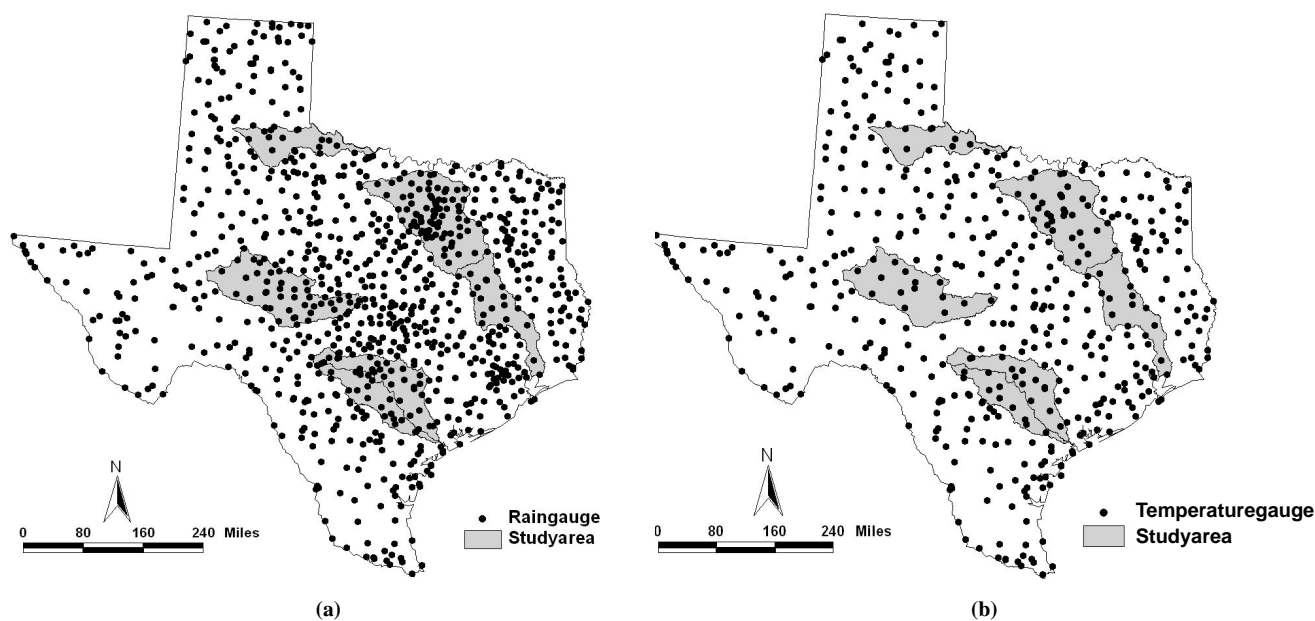 N
0 80 160 240 Miles
Raingauge
Studyarea
(a)
N
0 80 160 240 Miles
Temperaturegauge
Studyarea
(b)